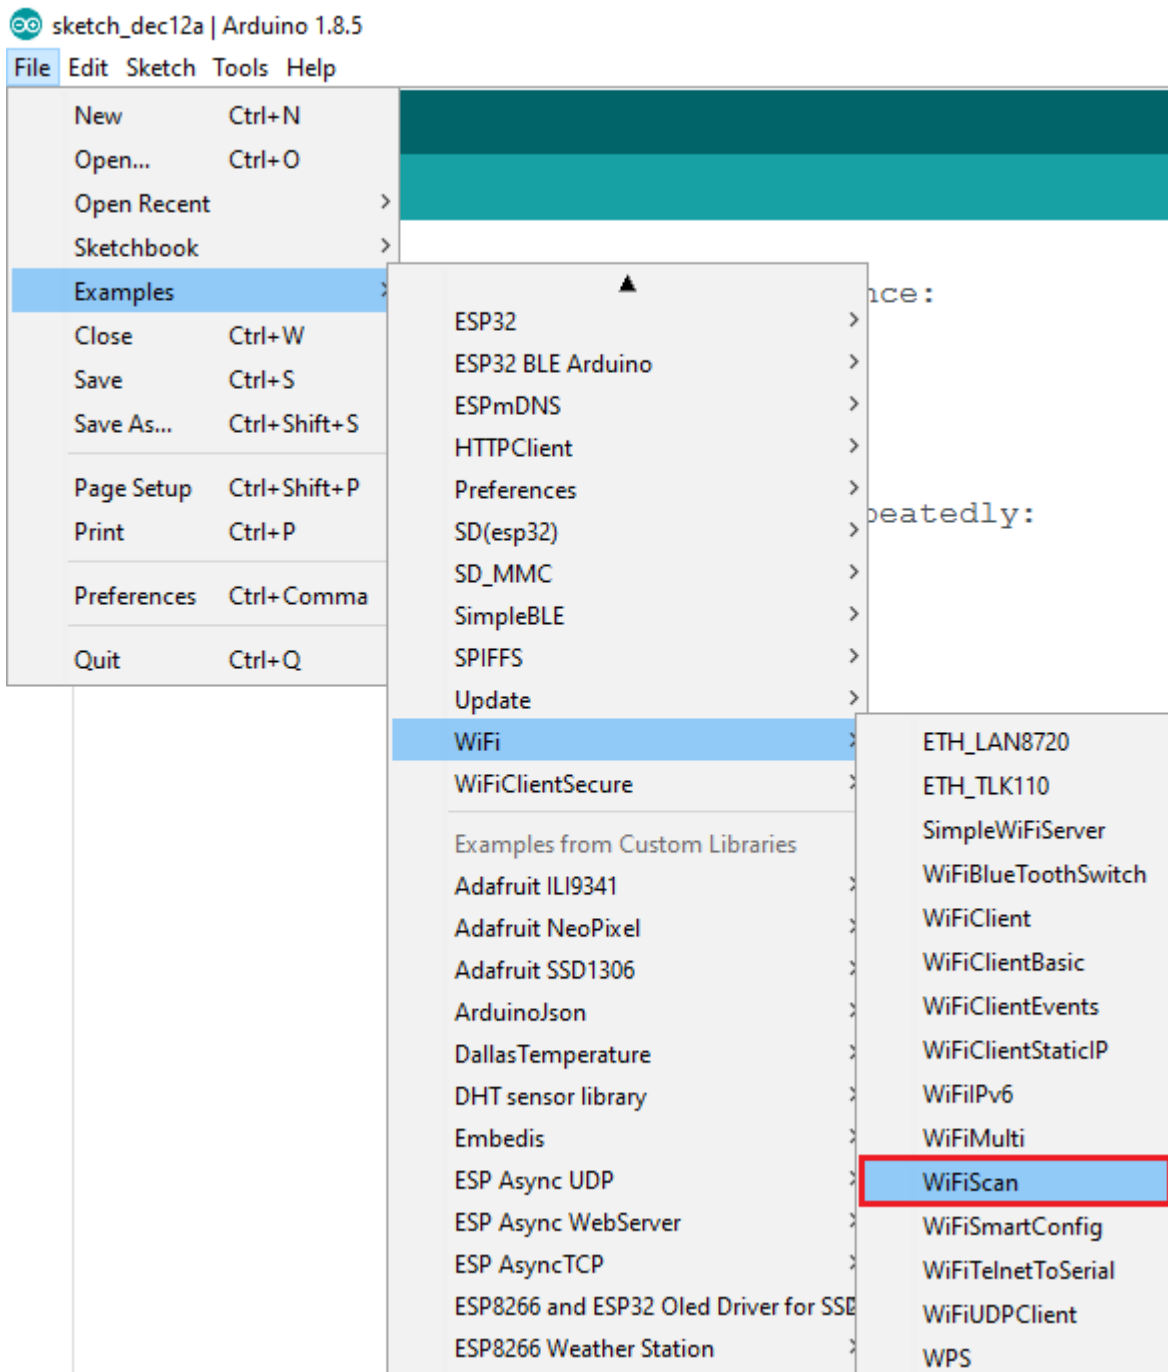 sketch_dec12a | Arduino 1.8.5
File Edit Sketch Tools Help
New Ctrl+N
Open... Ctrl+O
Open Recent
Sketchbook
Examples
Close Ctrl+W
Save Ctrl+S
Save As... Ctrl+Shift+S
Page Setup Ctrl+Shift+P
Print Ctrl+P
Preferences Ctrl+Comma
Quit Ctrl+Q
ESP32
ESP32 BLE Arduino
ESPmDNS
HTTPClient
Preferences
SD(esp32)
SD_MMC
SimpleBLE
SPIFFS
Update
WiFi
WiFiClientSecure
Examples from Custom Libraries
Adafruit ILI9341
Adafruit NeoPixel
Adafruit SSD1306
ArduinoJson
DallasTemperature
DHT sensor library
Embedis
ESP Async UDP
ESP Async WebServer
ESP AsyncTCP
ESP8266 and ESP32 Oled Driver for
ESP8266 Weather Station
ETH_LAN8720
ETH_TLK110
SimpleWiFiServer
WiFiBlueToothSwitch
WiFiClient
WiFiClientBasic
WiFiClientEvents
WiFiClientStaticIP
WiFiIPv6
WiFiMulti
WiFiScan
WiFiSmartConfig
WiFiTelnetToSerial
WiFiUDPClient
WPS